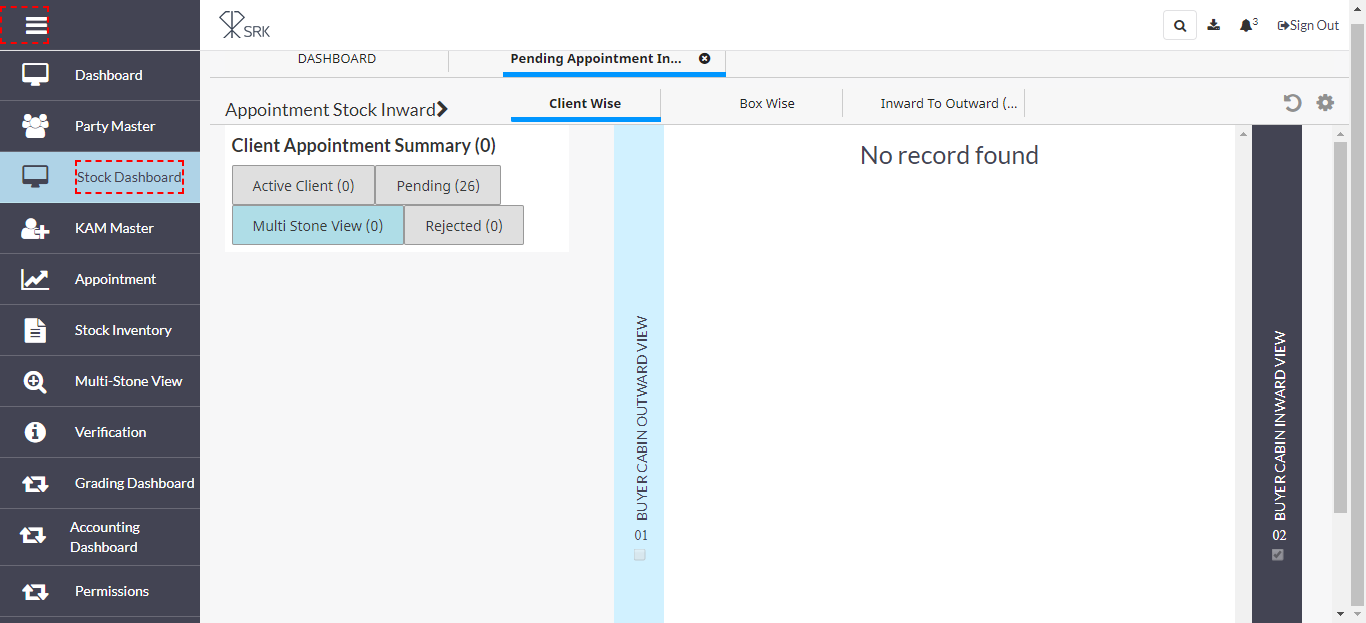 SRK
3
Sign Out
Dashboard
Party Master
Stock Dashboard
KAM Master
Appointment
Stock Inventory
Multi-Stone View
Verification
Grading Dashboard
Accounting
Dashboard
Permissions
DASHBOARD
Pending Appointment In...
Appointment Stock Inward
Client Wise
Box Wise
Inward To Outward (...
Client Appointment Summary (0)
Active Client (0)
Pending (26)
Multi Stone View (0)
Rejected (0)
01 BUYER CABIN OUTWARD VIEW
No record found
02 BUYER CABIN INWARD VIEW